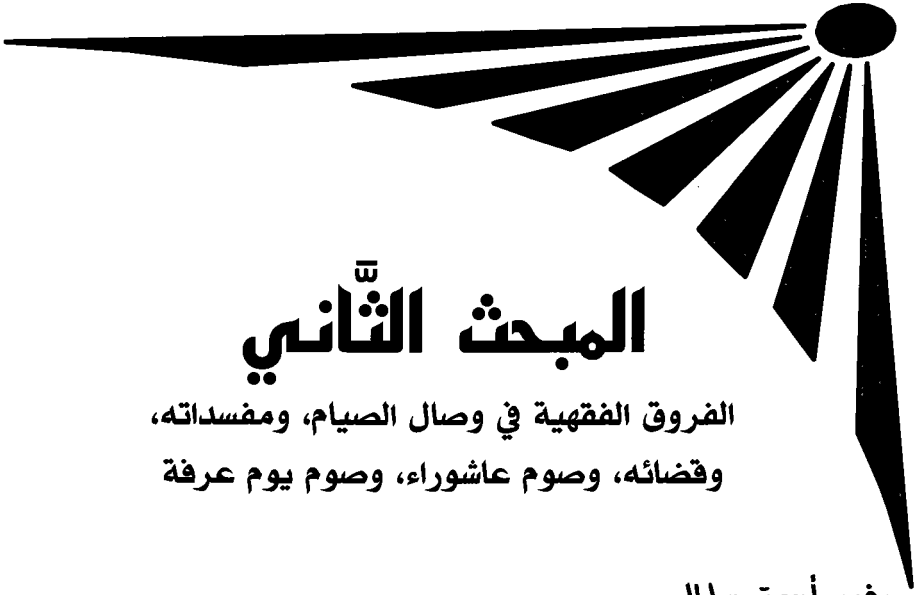 المبحث الثَّاني
الفروق الفقهية في وصال الصيام، ومفسداته،
وقضائه، وصوم عاشوراء، وصوم يوم عرفة